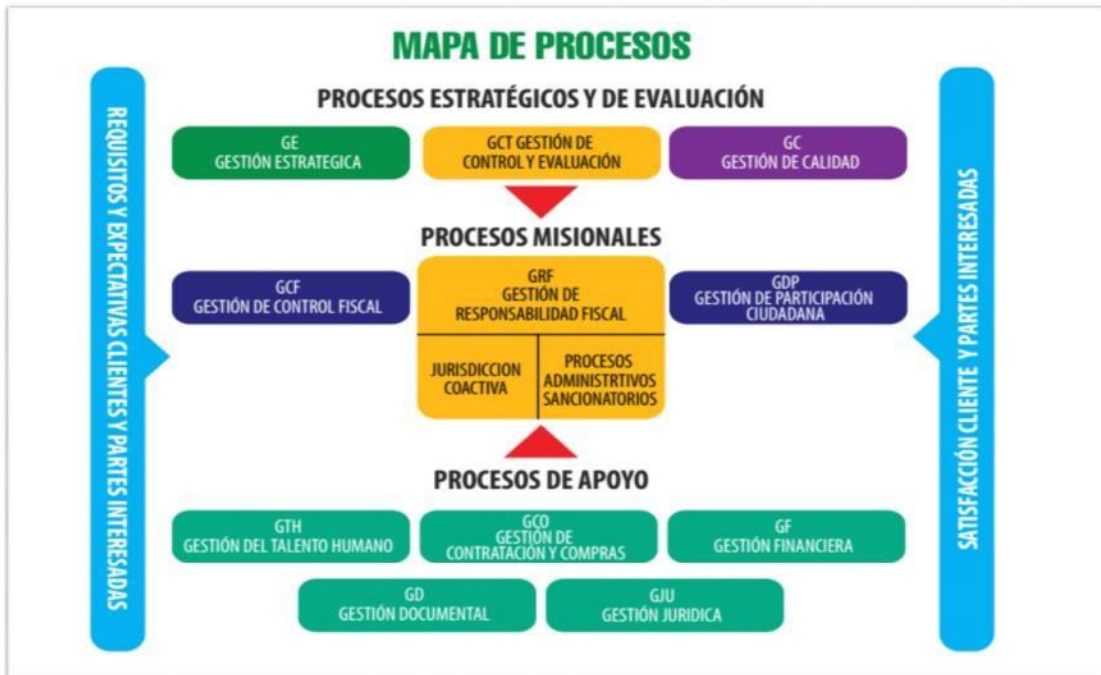 MAPA DE PROCESOS
PROCESOS ESTRATÉGICOS Y DE EVALUACIÓN
REQUISITOS Y EXPECTATIVAS CLIENTES Y PARTES INTERESADAS
GE
GESTIÓN ESTRATEGICA
GCT GESTIÓN DE
CONTROL Y EVALUACIÓN
GC
GESTIÓN DE CALIDAD
PROCESOS MISIONALES
GCF
GESTIÓN DE CONTROL FISCAL
GRF
GESTIÓN DE
RESPONSABILIDAD FISCAL
JURISDICCION
COACTIVA
PROCESOS
ADMINISTRTIVOS
SANCIONATORIOS
GDP
GESTIÓN DE PARTICIPACIÓN
CIUDADANA
PROCESOS DE APOYO
GTH
GESTIÓN DEL TALENTO HUMANO
GCO
GESTIÓN DE
CONTRATACIÓN Y COMPRAS
GF
GESTIÓN FINANCIERA
GD
GESTIÓN DOCUMENTAL
GJU
GESTIÓN JURIDICA
SATISFACCIÓN CLIENTE Y PARTES INTERESADAS